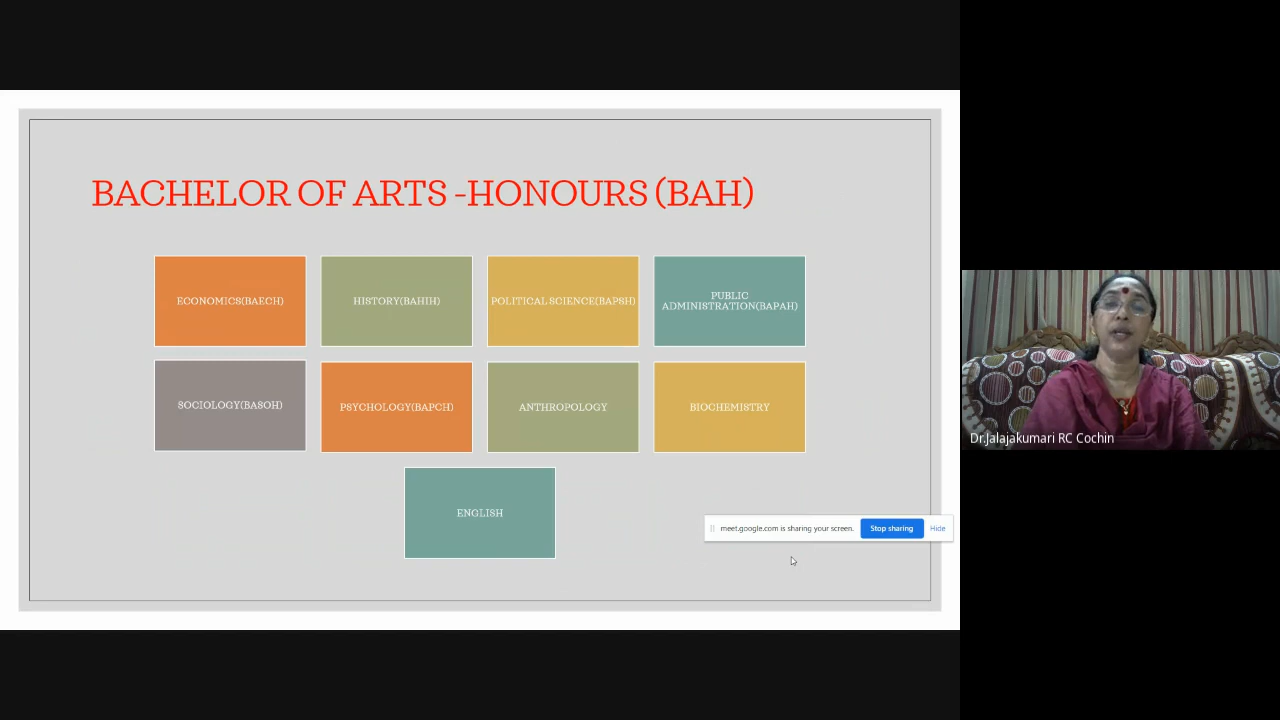 BACHELOR OF ARTS -HONOURS (BAH)
ECONOMICS(BAECH)
HISTORY(BAHIH)
POLITICAL SCIENCE(BAPSH)
PUBLIC
ADMINISTRATION(BAPAH)
SOCIOLOGY(BASOH)
PSYCHOLOGY(BAPCH)
ANTHROPOLOGY
BIOCHEMISTRY
ENGLISH
meet.google.com is sharing your screen. Stop sharing Hide
Dr.Jalajakumari RC Cochin